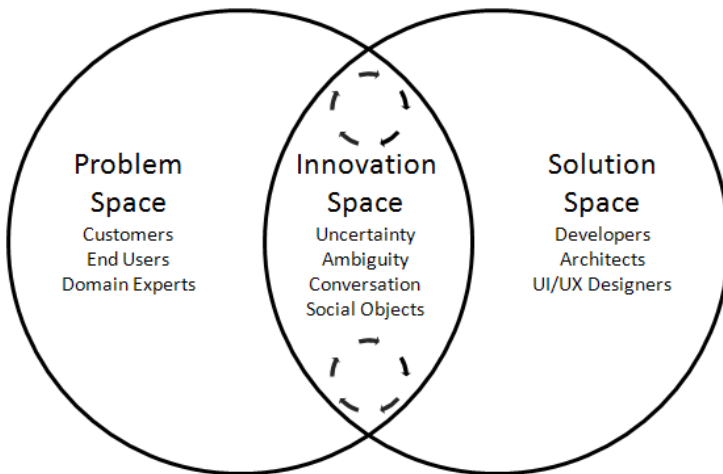 Problem
Space
Customers
End Users
Domain Experts
Innovation
Space
Uncertainty
Ambiguity
Conversation
Social Objects
Solution
Space
Developers
Architects
UI/UX Designers